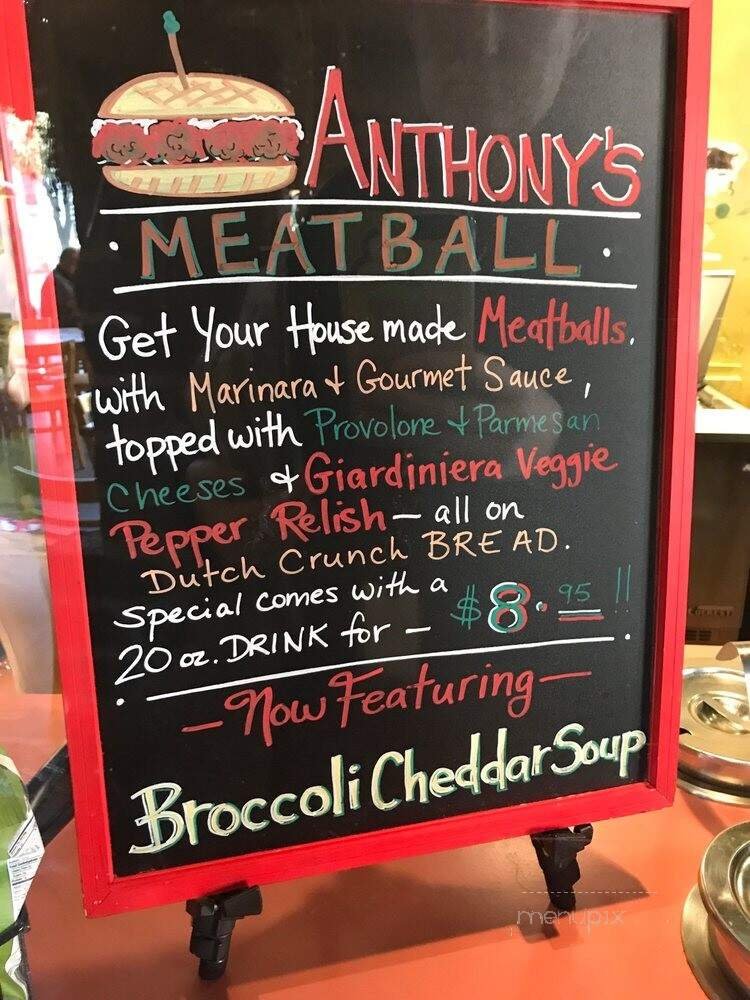 ANTHONY'S
• MEATBALL •
Get Your House made Meatballs.
with Marinara & Gourmet Sauce,
topped with Provolone & Parmesan
Cheeses & Giardiniera Veggie
Pepper Relish — all on
Dutch Crunch BREAD.
Special comes with a
20 oz. DRINK for — $8.95!!
— Now Featuring —
Broccoli Cheddar Soup
menupix